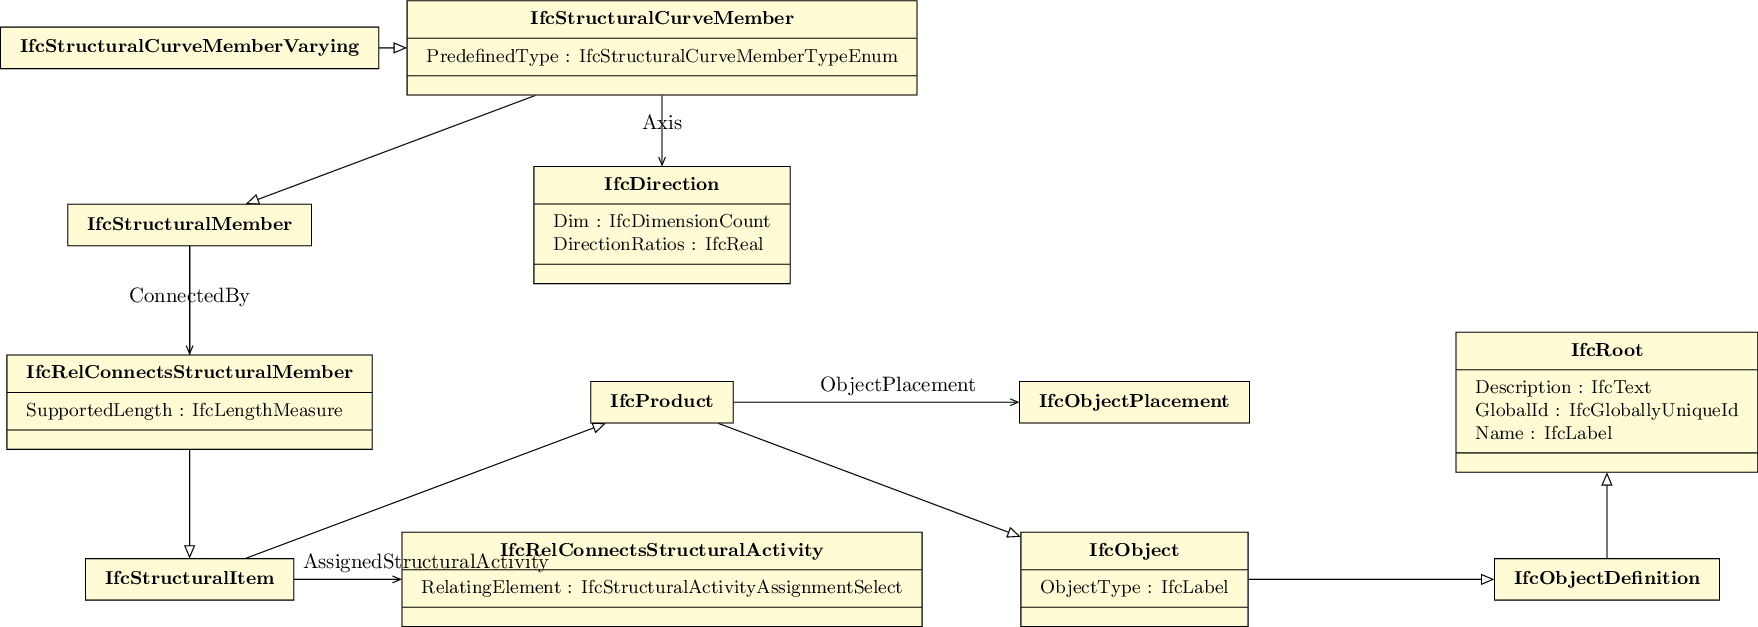 IfcStructuralCurveMemberVarying
IfcStructuralCurveMember
PredefinedType : IfcStructuralCurveMemberTypeEnum
Axis
IfcDirection
Dim : IfcDimensionCount
DirectionRatios : IfcReal
IfcStructuralMember
ConnectedBy
IfcRelConnectsStructuralMember
SupportedLength : IfcLengthMeasure
IfcProduct
ObjectPlacement
IfcObjectPlacement
IfcRoot
Description : IfcText
GlobalId : IfcGloballyUniqueId
Name : IfcLabel
IfcStructuralItem
AssignedStructuralActivity
IfcRelConnectsStructuralActivity
RelatingElement : IfcStructuralActivityAssignmentSelect
IfcObject
ObjectType : IfcLabel
IfcObjectDefinition